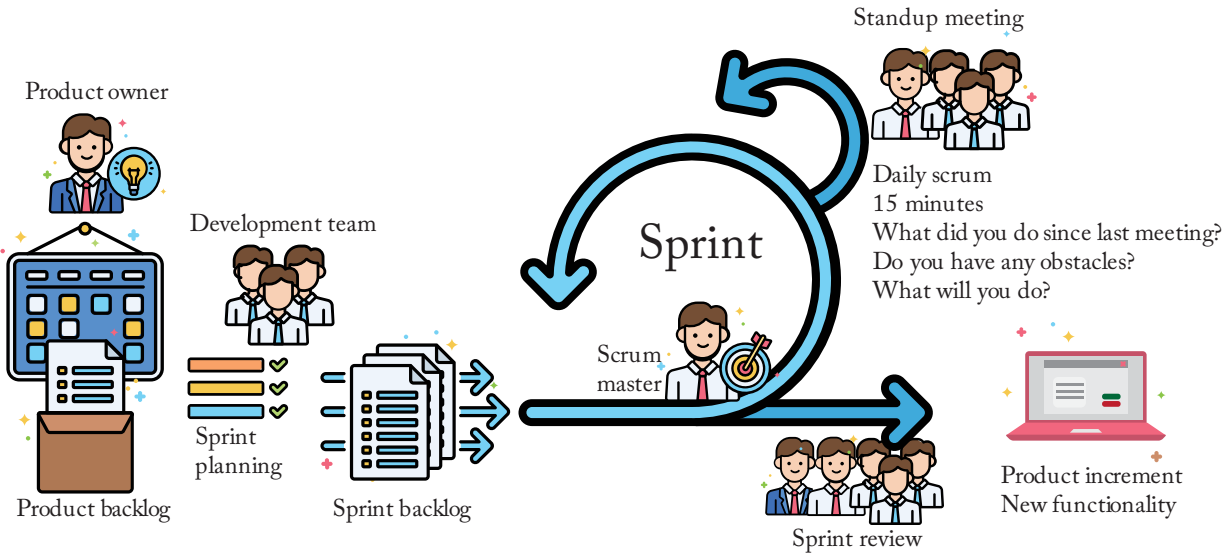 Product owner
Product backlog
Development team
Sprint
planning
Sprint backlog
Sprint
Scrum
master
Standup meeting
Daily scrum
15 minutes
What did you do since last meeting?
Do you have any obstacles?
What will you do?
Sprint review
Product increment
New functionality